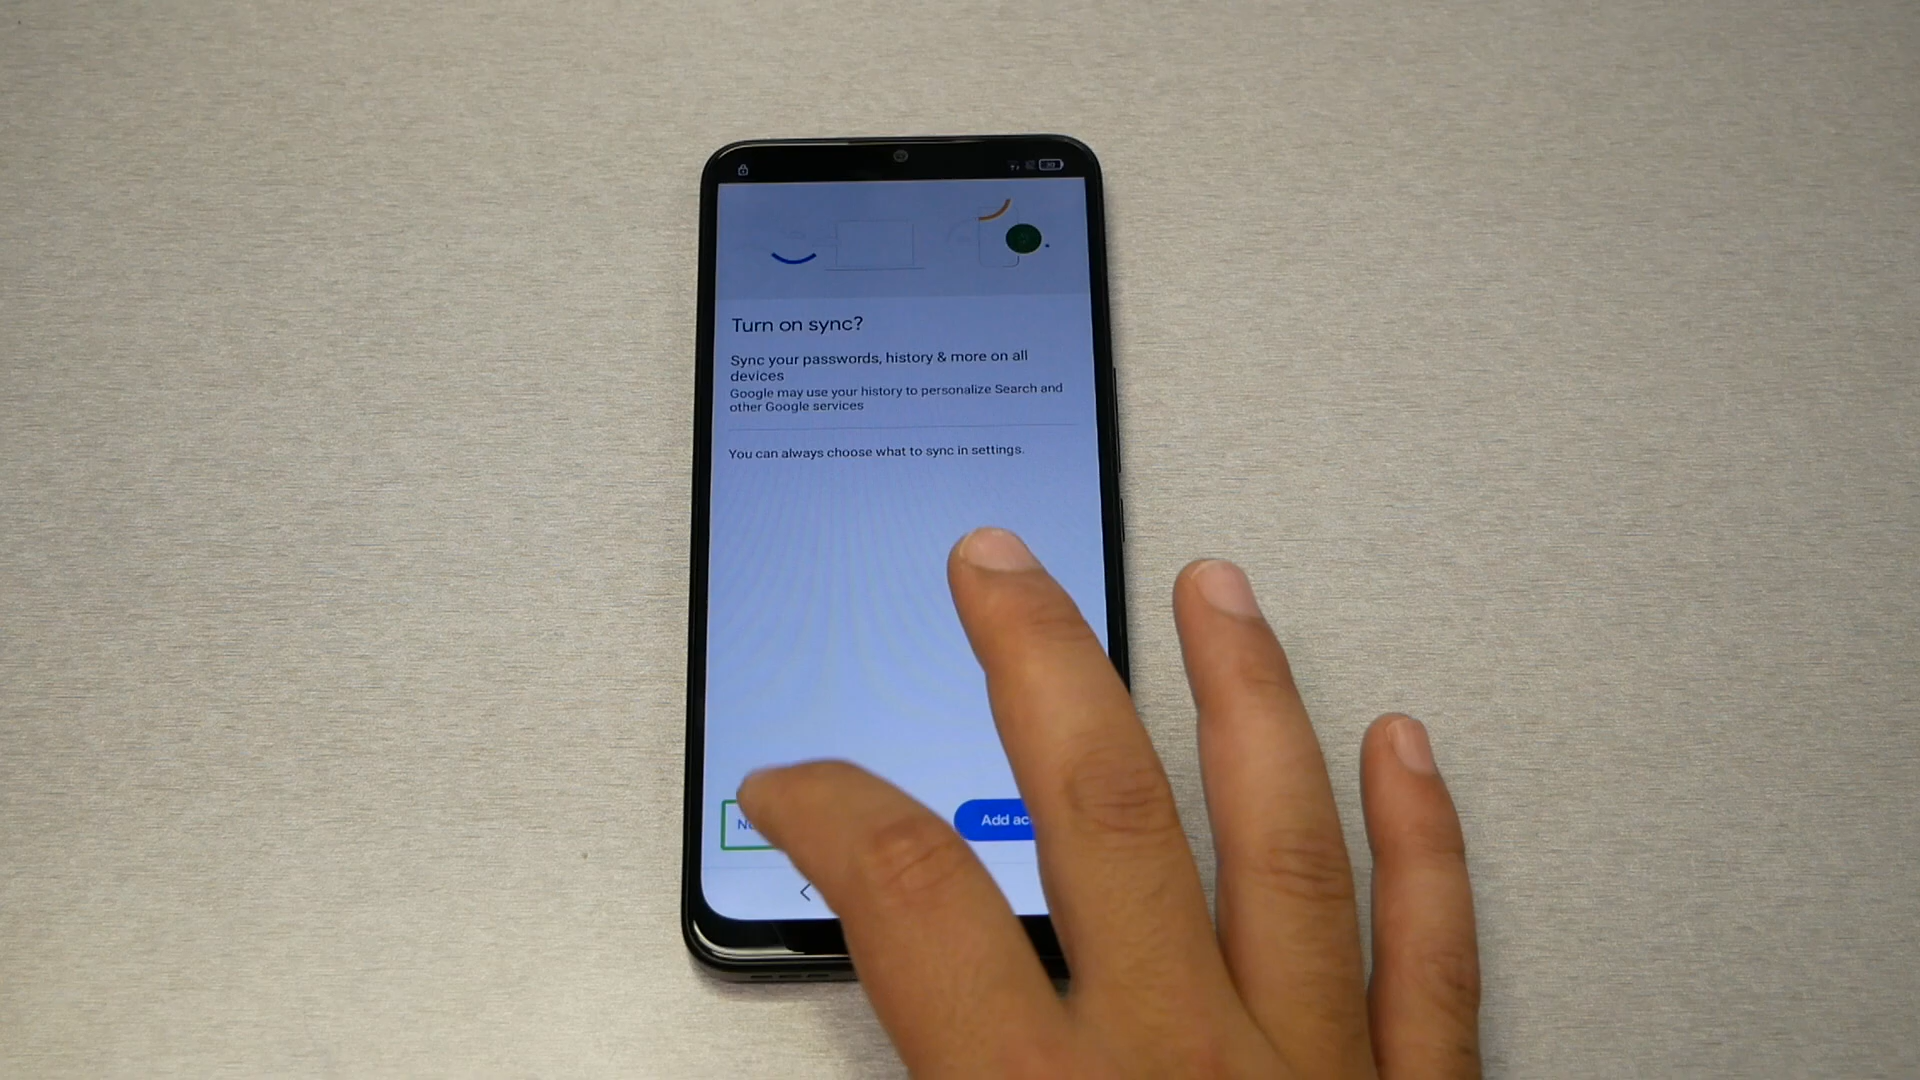 Turn on sync?
Sync your passwords, history & more on all
devices
Google may use your history to personalize Search and
other Google services
You can always choose what to sync in settings.
Add